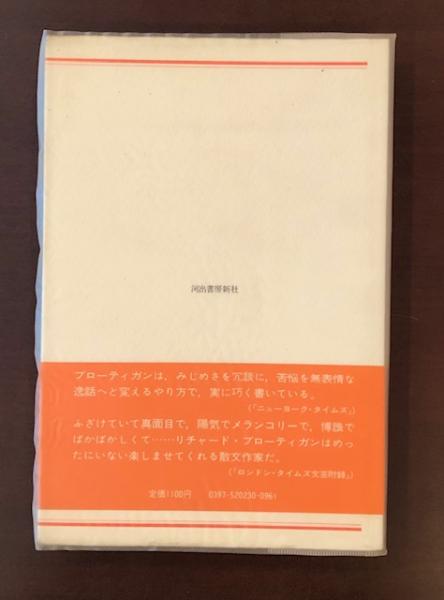 河出書房新社
ブローティガンは、みじめさを冗談に、苦悩を無表情な
逸話へと変えるやり方で、実に巧く書いている。
(「ニューヨーク・タイムズ」)
ふざけていて真面目で、陽気でメランコリーで、博識で
ばかばかしくて……リチャード・ブローティガンはめっ
たにいない楽しませてくれる散文作家だ。
(「ロンドン・タイムズ文芸附録」)
定価1100円 0397-520230-0961